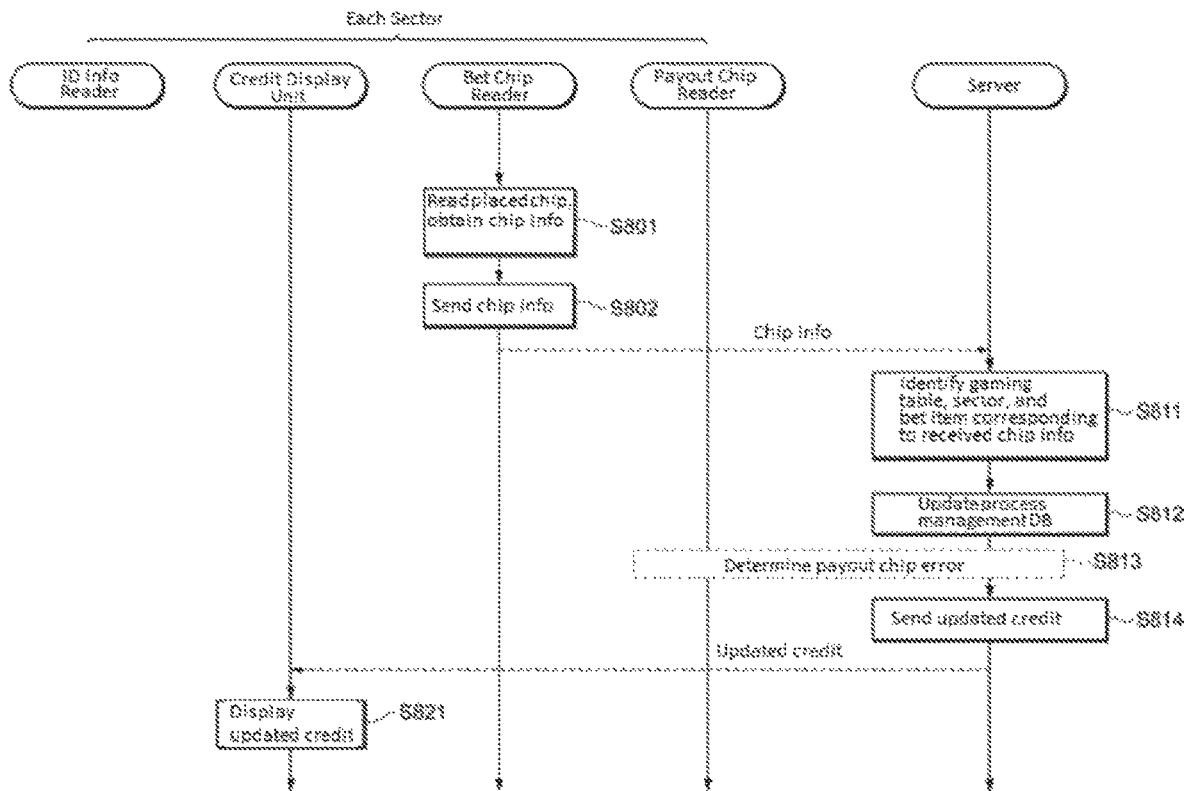 Each Sector
ID Info
Reader
Credit Display
Unit
Bet Chip
Reader
Payout Chip
Reader
Server
Read placed chip,
obtain chip info
S801
Send chip info
S802
Chip Info
Identify gaming
table, sector, and
bet item corresponding
to received chip info
S811
Update process
management DB
S812
Determine payout chip error
S813
Send updated credit
S814
Updated credit
Display
updated credit
S821